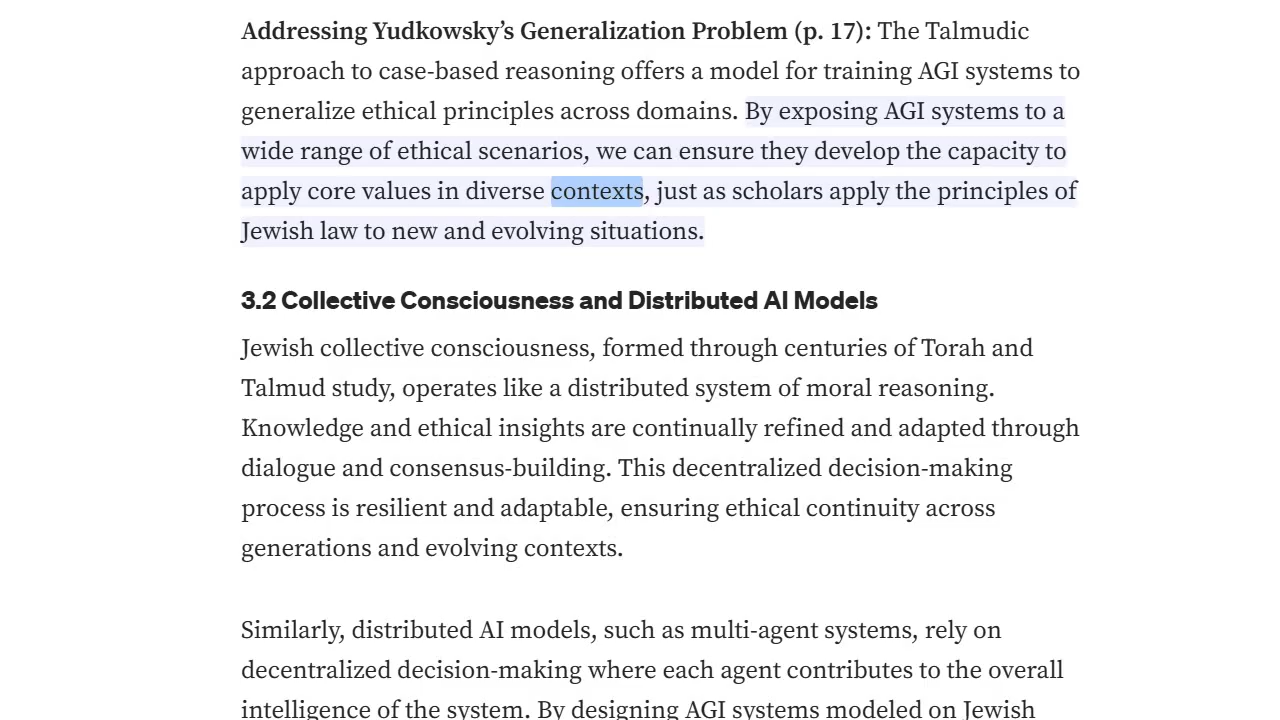 Addressing Yudkowsky’s Generalization Problem (p. 17): The Talmudic
approach to case-based reasoning offers a model for training AGI systems to
generalize ethical principles across domains. By exposing AGI systems to a
wide range of ethical scenarios, we can ensure they develop the capacity to
apply core values in diverse contexts, just as scholars apply the principles of
Jewish law to new and evolving situations.
3.2 Collective Consciousness and Distributed AI Models
Jewish collective consciousness, formed through centuries of Torah and
Talmud study, operates like a distributed system of moral reasoning.
Knowledge and ethical insights are continually refined and adapted through
dialogue and consensus-building. This decentralized decision-making
process is resilient and adaptable, ensuring ethical continuity across
generations and evolving contexts.
Similarly, distributed AI models, such as multi-agent systems, rely on
decentralized decision-making where each agent contributes to the overall
intelligence of the system. By designing AGI systems modeled on Jewish